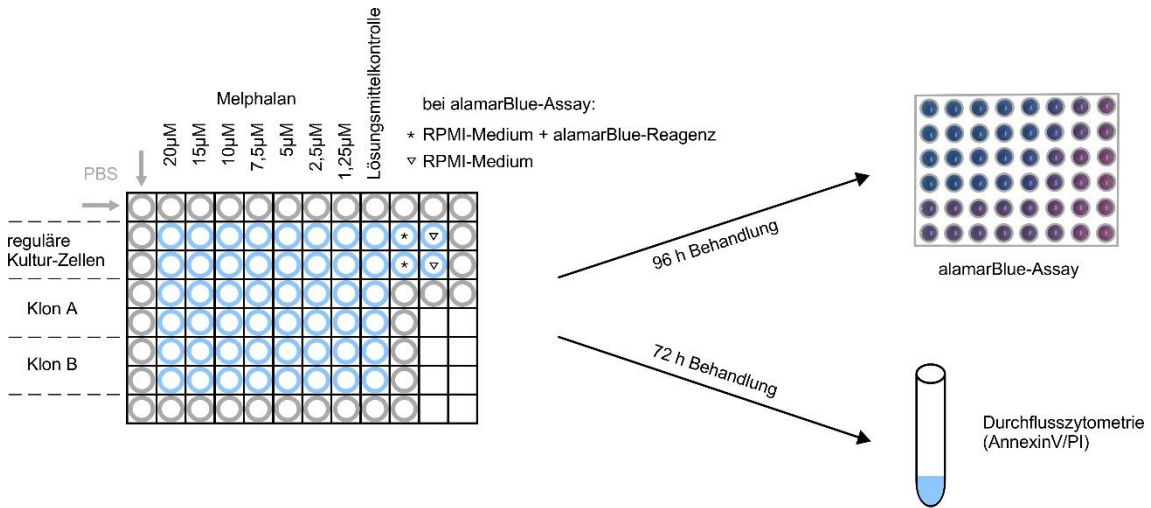 Melphalan
20µM
15µM
10µM
7,5µM
5µM
2,5µM
1,25µM
Lösungsmittelkontrolle
bei alamarBlue-Assay:
* RPMI-Medium + alamarBlue-Reagenz
▿ RPMI-Medium
PBS
reguläre
Kultur-Zellen
* ▿
* ▿
Klon A
Klon B
96 h Behandlung
72 h Behandlung
alamarBlue-Assay
Durchflusszytometrie
(AnnexinV/PI)